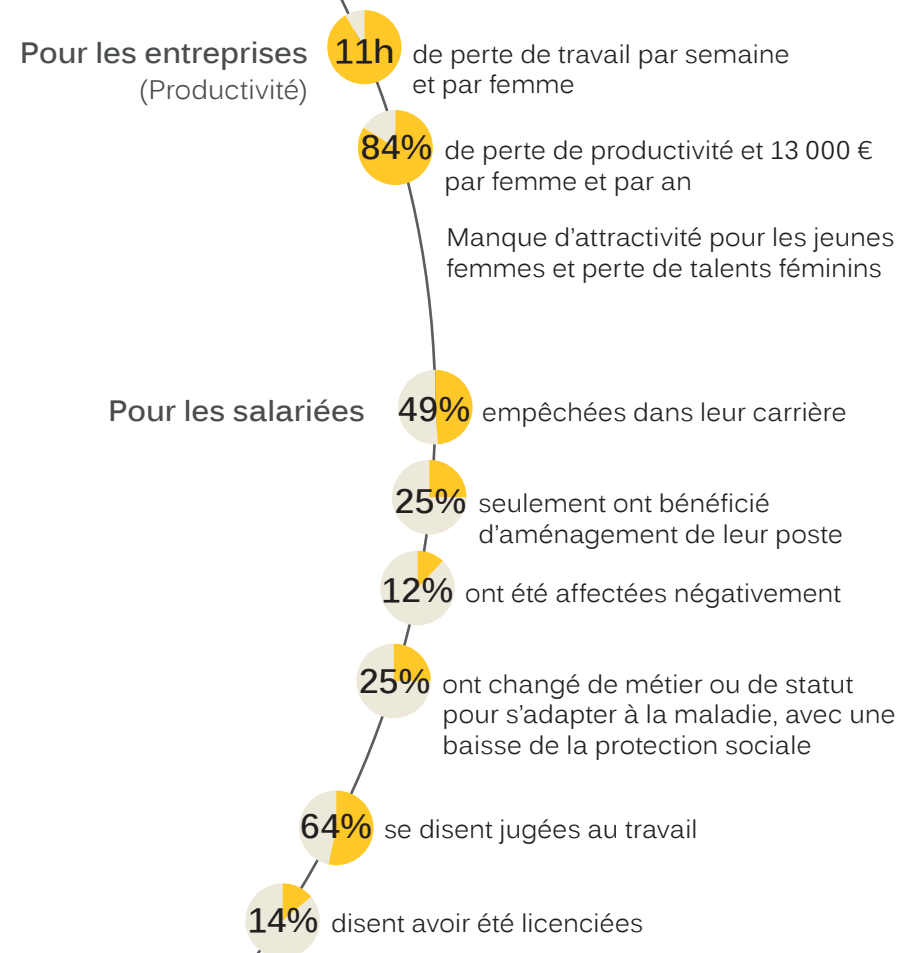 Pour les entreprises
(Productivité)
11h
de perte de travail par semaine
et par femme
84%
de perte de productivité et 13 000 €
par femme et par an
Manque d’attractivité pour les jeunes
femmes et perte de talents féminins
Pour les salariées
49%
empêchées dans leur carrière
25%
seulement ont bénéficié
d’aménagement de leur poste
12%
ont été affectées négativement
25%
ont changé de métier ou de statut
pour s’adapter à la maladie, avec une
baisse de la protection sociale
64%
se disent jugées au travail
14%
disent avoir été licenciées